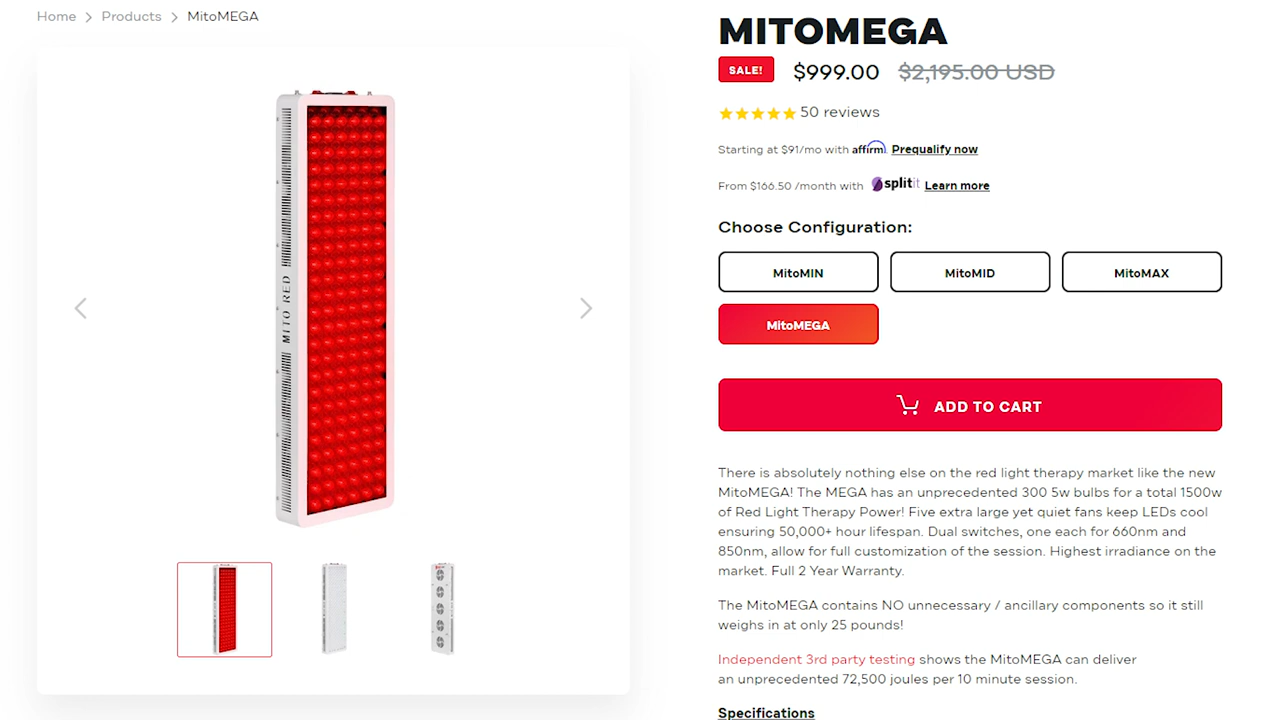 Home > Products > MitoMEGA
MITOMEGA
SALE! $999.00 $2,195.00 USD
50 reviews
Starting at $91/mo with affirm Prequalify now
From $166.50 /month with splitit Learn more
Choose Configuration:
MitoMIN
MitoMID
MitoMAX
MitoMEGA
ADD TO CART
MITO RED
There is absolutely nothing else on the red light therapy market like the new
MitoMEGA! The MEGA has an unprecedented 300 5w bulbs for a total 1500w
of Red Light Therapy Power! Five extra large yet quiet fans keep LEDs cool
ensuring 50,000+ hour lifespan. Dual switches, one each for 660nm and
850nm, allow for full customization of the session. Highest irradiance on the
market. Full 2 Year Warranty.
The MitoMEGA contains NO unnecessary / ancillary components so it still
weighs in at only 25 pounds!
Independent 3rd party testing shows the MitoMEGA can deliver
an unprecedented 72,500 joules per 10 minute session.
Specifications